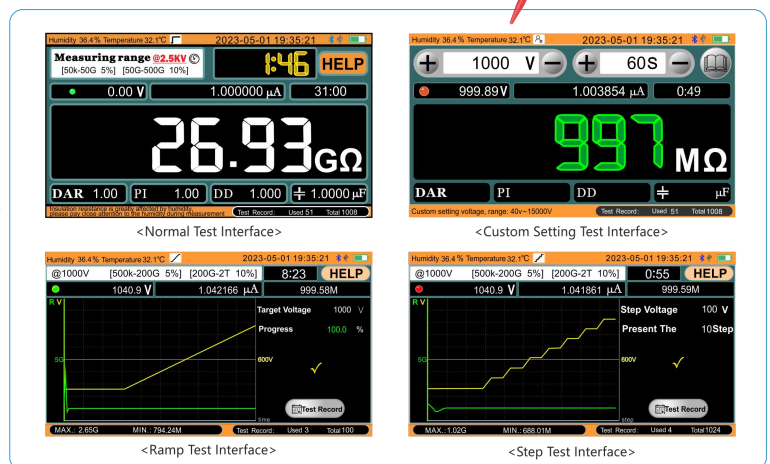 Humidity 36.4% Temperature 32.1℃ 2023-05-01 19:35:21
Measuring range @2.5KV
[50k-50G 5%] [50G-500G 10%]
1:46 HELP
0.00 V 1.000000 μA 31:00
26.93GΩ
DAR 1.00 PI 1.00 DD 1.000 1.0000 μF
Insulation resistance is greatly affected by humidity,
please pay close attention to the humidity during measurement
Test Record: Used 51 Total 1008
<Normal Test Interface>
Humidity 36.4% Temperature 32.1℃ 2023-05-01 19:35:21
+ 1000 V − + 60S −
999.89V 1.003854 μA 0:49
997 MΩ
DAR PI DD μF
Custom setting voltage, range: 40v~15000V Test Record: Used 51 Total 1008
<Custom Setting Test Interface>
Humidity 36.4% Temperature 32.1℃ 2023-05-01 19:35:21
@1000V [500k-200G 5%] [200G-2T 10%] 8:23 HELP
1040.9 V 1.042166 μA 999.58M
R V
Target Voltage 1000 V
Progress 100.0 %
5G 600V
Test Record
time
MAX.: 2.65G MIN.: 794.24M Test Record: Used 3 Total 100
<Ramp Test Interface>
Humidity 36.4% Temperature 32.1℃ 2023-05-01 19:35:21
@1000V [500k-200G 5%] [200G-2T 10%] 0:55 HELP
1040.9 V 1.041861 μA 999.59M
R V
Step Voltage 100 V
Present The 10Step
5G 600V
Test Record
step
MAX.: 1.02G MIN.: 688.01M Test Record: Used 4 Total 1024
<Step Test Interface>